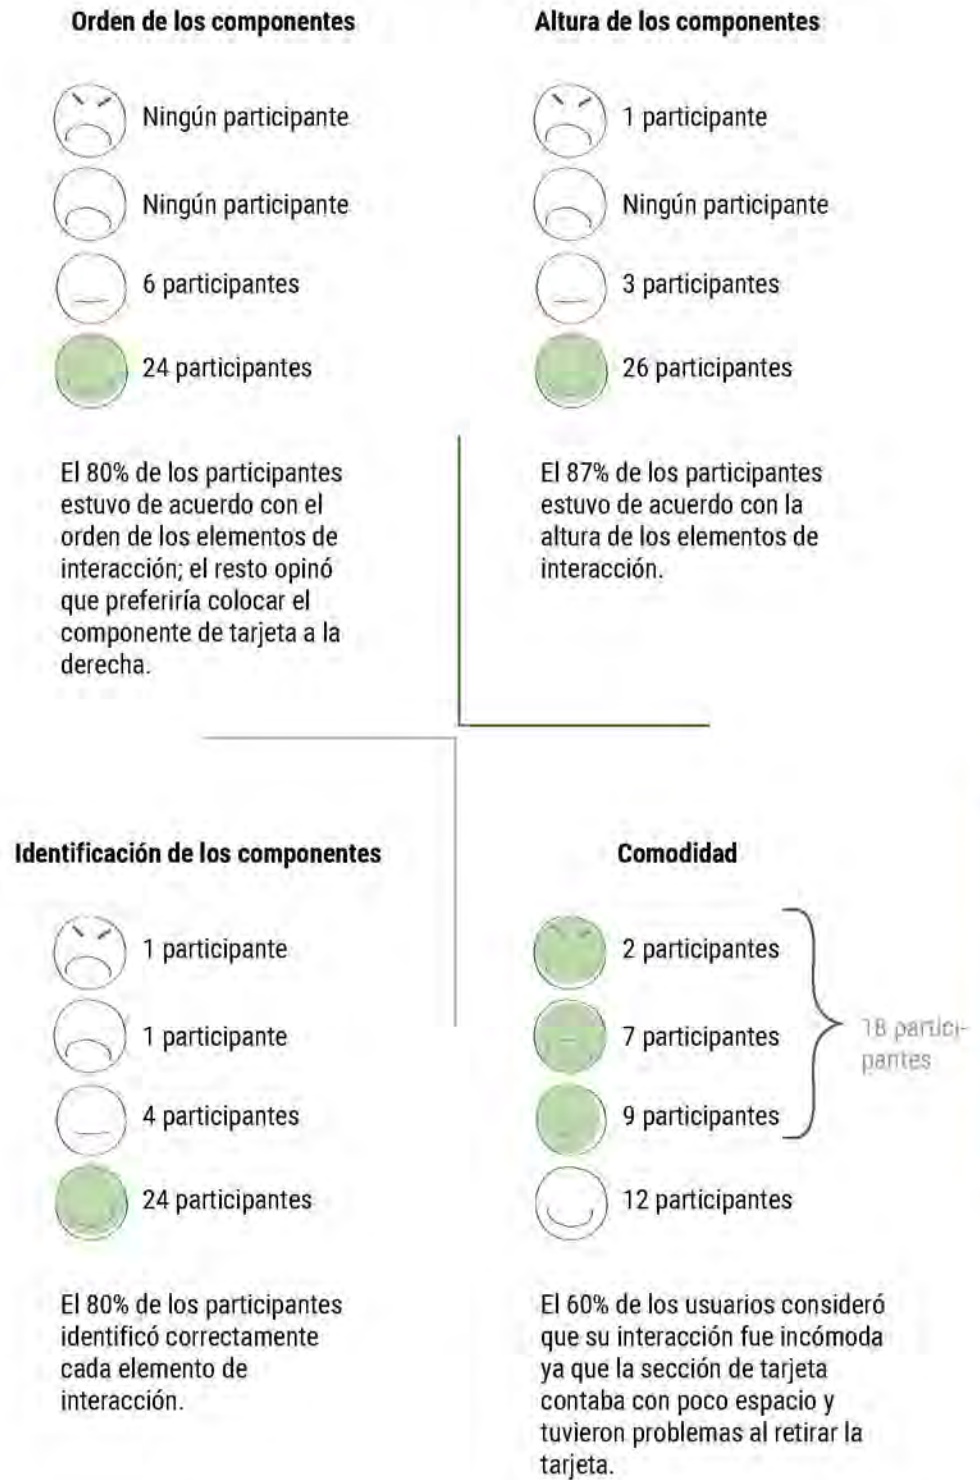 Orden de los componentes
Ningún participante
Ningún participante
6 participantes
24 participantes
El 80% de los participantes
estuvo de acuerdo con el
orden de los elementos de
interacción; el resto opinó
que preferiría colocar el
componente de tarjeta a la
derecha.
Altura de los componentes
1 participante
Ningún participante
3 participantes
26 participantes
El 87% de los participantes
estuvo de acuerdo con la
altura de los elementos de
interacción.
Identificación de los componentes
1 participante
1 participante
4 participantes
24 participantes
El 80% de los participantes
identificó correctamente
cada elemento de
interacción.
Comodidad
2 participantes
7 participantes
9 participantes
18 partici-
pantes
12 participantes
El 60% de los usuarios consideró
que su interacción fue incómoda
ya que la sección de tarjeta
contaba con poco espacio y
tuvieron problemas al retirar la
tarjeta.